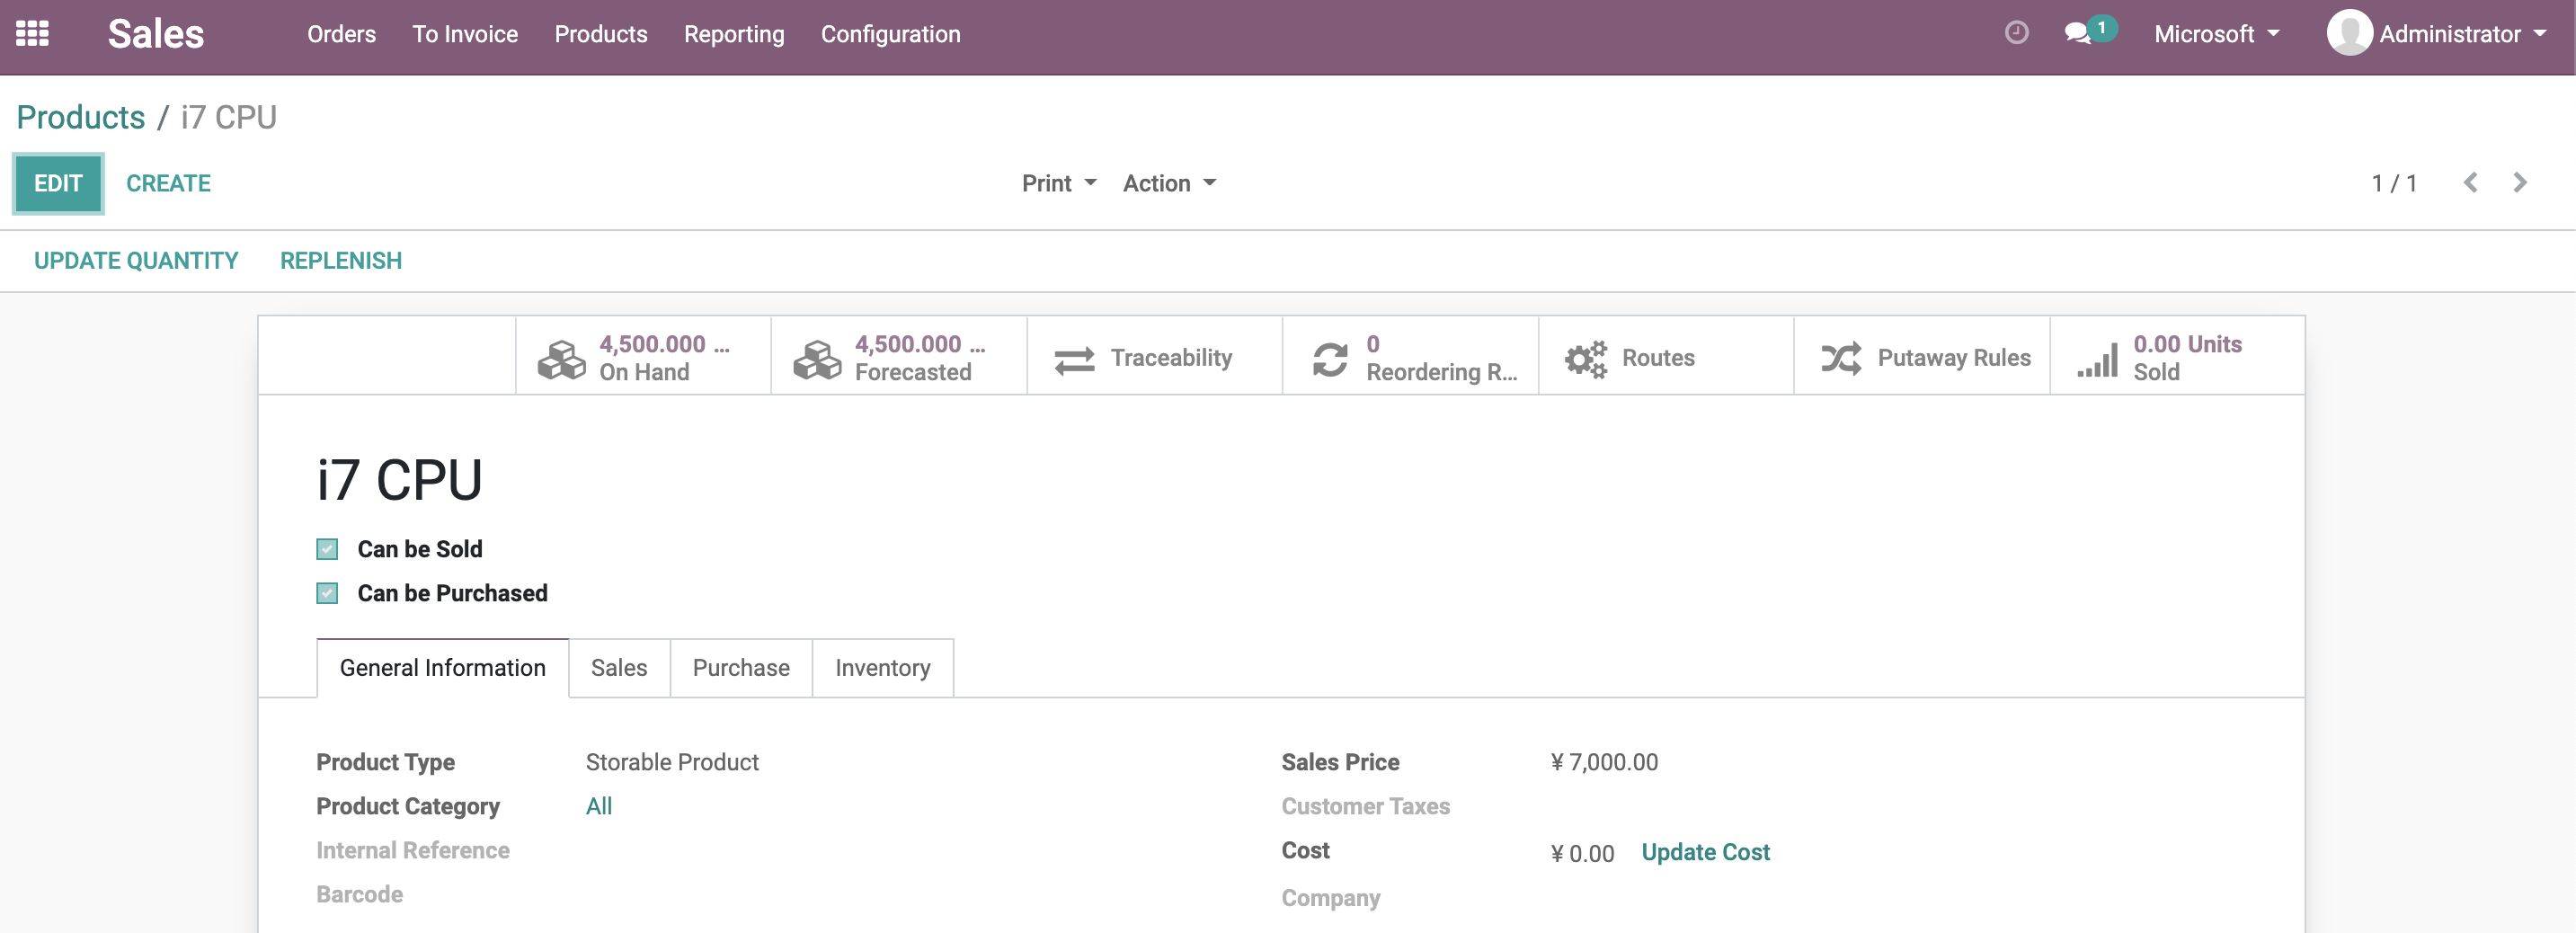 Sales Orders To Invoice Products Reporting Configuration 1 Microsoft Administrator
Products / i7 CPU
EDIT CREATE Print Action 1 / 1
UPDATE QUANTITY REPLENISH
4,500.000 ... 4,500.000 ... Traceability 0 Routes Putaway Rules 0.00 Units
On Hand Forecasted Reordering R... Sold
i7 CPU
Can be Sold
Can be Purchased
General Information Sales Purchase Inventory
Product Type Storable Product Sales Price ¥ 7,000.00
Product Category All Customer Taxes
Internal Reference Cost ¥ 0.00 Update Cost
Barcode Company